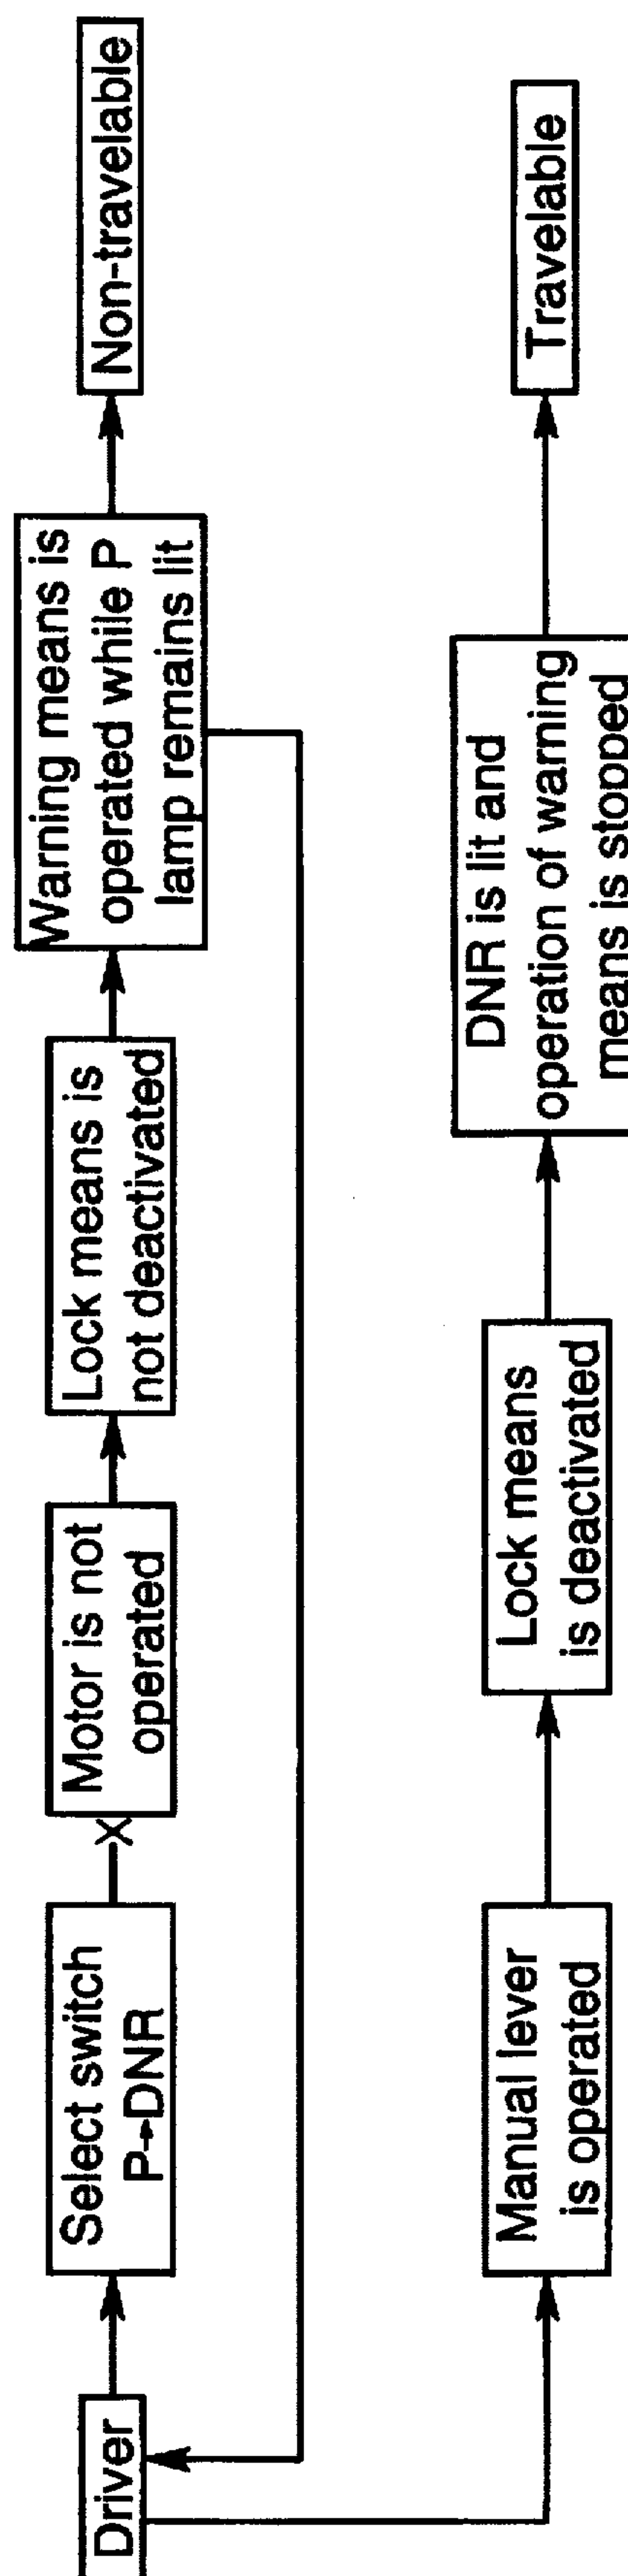 Driver
Select switch
P→DNR
X
Motor is not
operated
Lock means is
not deactivated
Warning means is
operated while P
lamp remains lit
Non-travelable
Manual lever
is operated
Lock means
is deactivated
DNR is lit and
operation of warning
means is stopped
Travelable